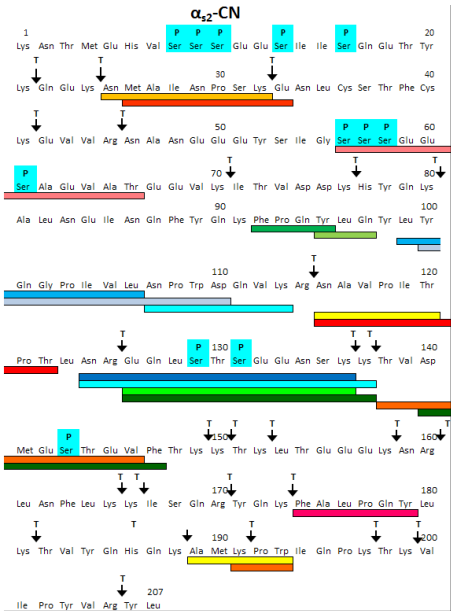 αs2-CN
P P P P P
1 20
Lys Asn Thr Met Glu His Val Ser Ser Ser Glu Glu Ser Ile Ile Ser Gln Glu Thr Tyr
T T T
30 40
Lys Gln Glu Lys Asn Met Ala Ile Asn Pro Ser Lys Glu Asn Leu Cys Ser Thr Phe Cys
T T
50 P P P 60
Lys Glu Val Val Arg Asn Ala Asn Glu Glu Glu Tyr Ser Ile Gly Ser Ser Ser Glu Glu
P T T T
70 80
Ser Ala Glu Val Ala Thr Glu Glu Val Lys Ile Thr Val Asp Asp Lys His Tyr Gln Lys
90 100
Ala Leu Asn Glu Ile Asn Gln Phe Tyr Gln Lys Phe Pro Gln Tyr Leu Gln Tyr Leu Tyr
T
110
Gln Gly Pro Ile Val Leu Asn Pro Trp Asp Gln Val Lys Arg Asn Ala Val Pro Ile Thr
120
T P P T T
130 140
Pro Thr Leu Asn Arg Glu Gln Leu Ser Thr Ser Glu Glu Asn Ser Lys Lys Thr Val Asp
P T T T T T
150 160
Met Glu Ser Thr Glu Val Phe Thr Lys Lys Thr Lys Leu Thr Glu Glu Glu Lys Asn Arg
T T T T
170 180
Leu Asn Phe Leu Lys Lys Ile Ser Gln Arg Tyr Gln Lys Phe Ala Leu Pro Gln Tyr Leu
T T T T T
190 200
Lys Thr Val Tyr Gln His Gln Lys Ala Met Lys Pro Trp Ile Gln Pro Lys Thr Lys Val
T
207
Ile Pro Tyr Val Arg Tyr Leu